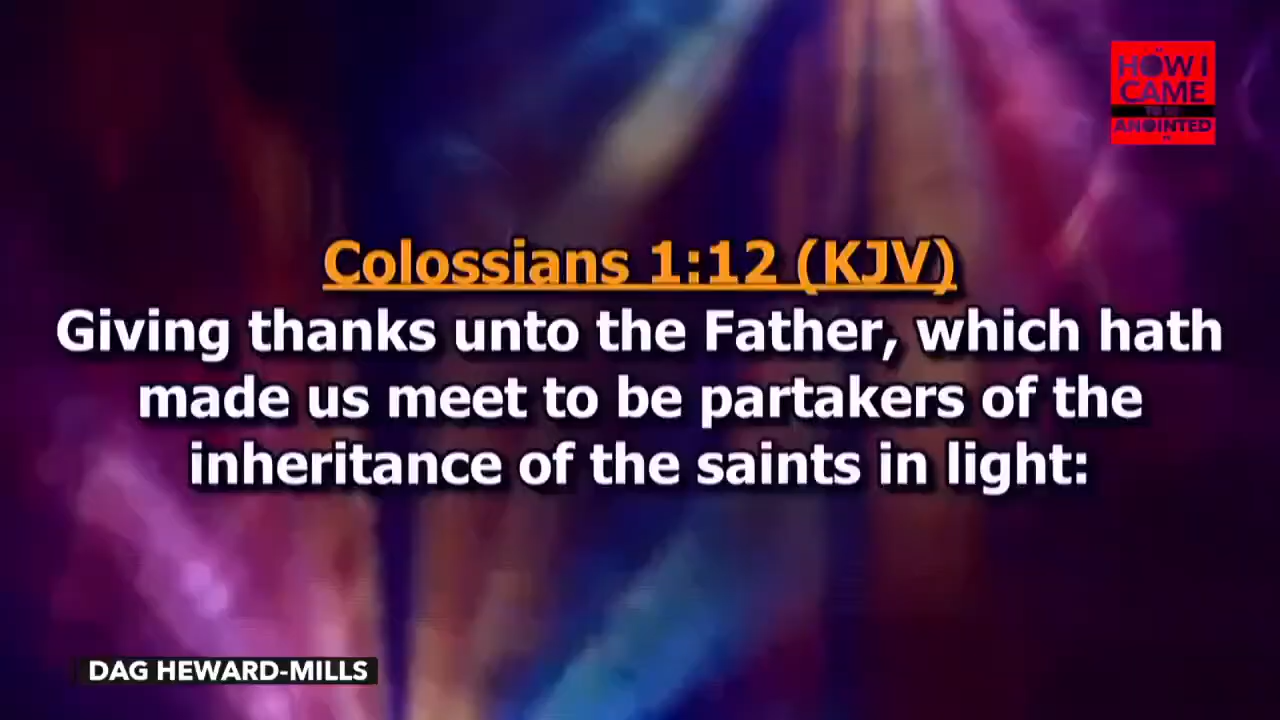 HOW I
CAME
ANOINTED
Colossians 1:12 (KJV)
Giving thanks unto the Father, which hath
made us meet to be partakers of the
inheritance of the saints in light:
DAG HEWARD-MILLS